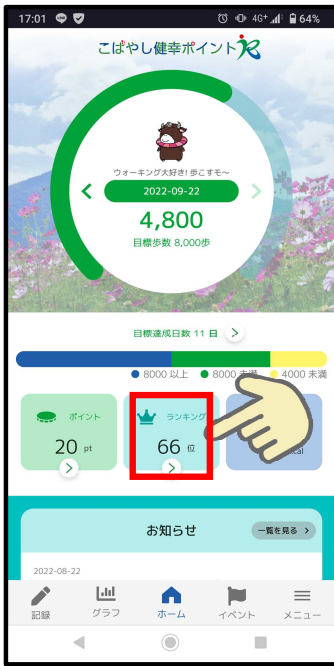 17:01 4G+ 64%
こばやし健幸ポイント
ウォーキング大好き! 歩こすモ～
2022-09-22
4,800
目標歩数 8,000歩
目標達成日数 11 日
8000 以上 8000 未満 4000 未満
ポイント
20 pt
ランキング
66 位
cal
お知らせ
一覧を見る
2022-08-22
記録 グラフ ホーム イベント メニュー